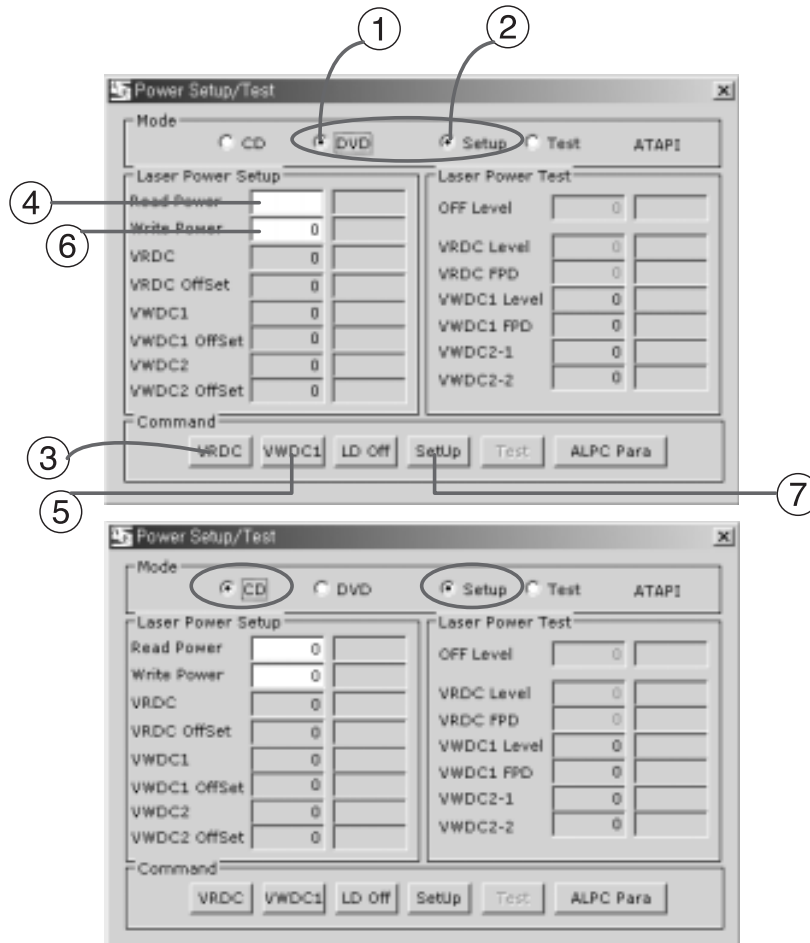 1 2
Power Setup/Test
Mode
CD DVD Setup Test ATAPI
Laser Power Setup Laser Power Test
4 Read Power OFF Level 0
6 Write Power 0
VRDC 0 VRDC Level 0
VRDC OffSet 0 VRDC FPD 0
VWDC1 0 VWDC1 Level 0
VWDC1 OffSet 0 VWDC1 FPD 0
VWDC2 0 VWDC2-1 0
VWDC2 OffSet 0 VWDC2-2 0
Command
3 VRDC VWDC1 LD Off SetUp Test ALPC Para
5 7
Power Setup/Test
Mode
CD DVD Setup Test ATAPI
Laser Power Setup Laser Power Test
Read Power 0 OFF Level 0
Write Power 0
VRDC 0 VRDC Level 0
VRDC OffSet 0 VRDC FPD 0
VWDC1 0 VWDC1 Level 0
VWDC1 OffSet 0 VWDC1 FPD 0
VWDC2 0 VWDC2-1 0
VWDC2 OffSet 0 VWDC2-2 0
Command
VRDC VWDC1 LD Off SetUp Test ALPC Para